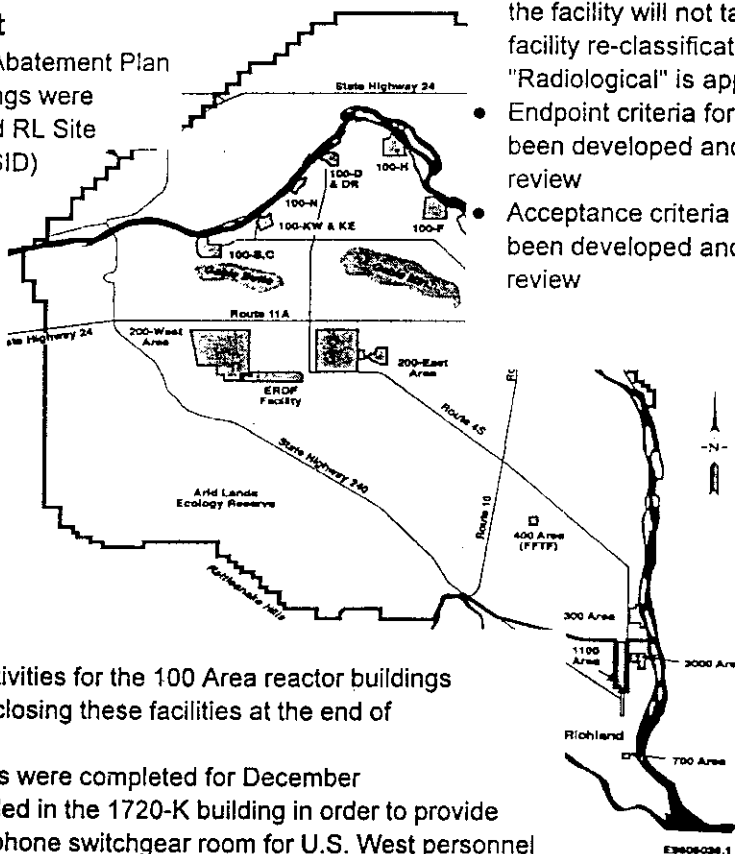 t
Abatement Plan
ngs were
d RL Site
SID)
the facility will not ta
facility re-classificat
"Radiological" is app
• Endpoint criteria for
been developed and
review
• Acceptance criteria
been developed and
review
State Highway 24
100-D
& DR
100-H
100-N
100-F
100-KW & KE
100-B,C
Gable Butte
Route 11A
State Highway 24
200-West
Area
200-East
Area
ERDF
Facility
Route 4S
State Highway 240
Route 10
Arid Lands
Ecology Reserve
400 Area
(FFTF)
Rattlesnake Hills
-N-
300 Area
1100
Area
3000 Are
Richland
700 Area
tivities for the 100 Area reactor buildings
closing these facilities at the end of
s were completed for December
led in the 1720-K building in order to provide
phone switchgear room for U.S. West personnel
E9605036.1